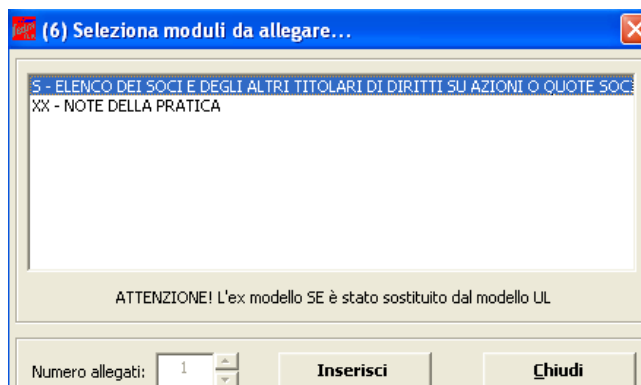 (6) Seleziona moduli da allegare...
S - ELENCO DEI SOCI E DEGLI ALTRI TITOLARI DI DIRITTI SU AZIONI O QUOTE SOCI
XX - NOTE DELLA PRATICA
ATTENZIONE! L'ex modello SE è stato sostituito dal modello UL
Numero allegati: 1 Inserisci Chiudi